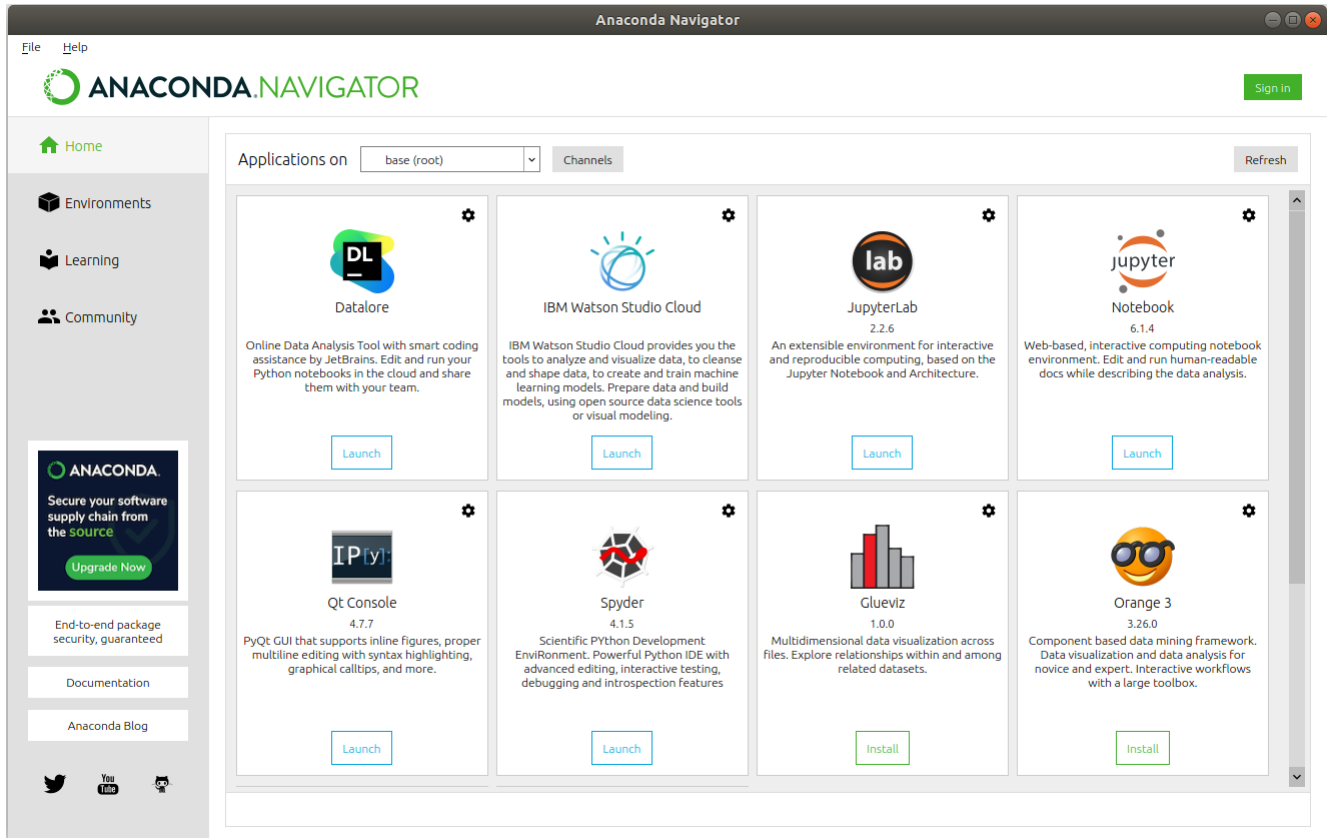 Anaconda Navigator
File Help
ANACONDA.NAVIGATOR
Sign in
Home
Environments
Learning
Community
ANACONDA.
Secure your software
supply chain from
the source
Upgrade Now
End-to-end package
security, guaranteed
Documentation
Anaconda Blog
You
Tube
Applications on base (root) Channels Refresh
DL
Datalore
Online Data Analysis Tool with smart coding
assistance by JetBrains. Edit and run your
Python notebooks in the cloud and share
them with your team.
Launch
IBM Watson Studio Cloud
IBM Watson Studio Cloud provides you the
tools to analyze and visualize data, to cleanse
and shape data, to create and train machine
learning models. Prepare data and build
models, using open source data science tools
or visual modeling.
Launch
lab
JupyterLab
2.2.6
An extensible environment for interactive
and reproducible computing, based on the
Jupyter Notebook and Architecture.
Launch
jupyter
Notebook
6.1.4
Web-based, interactive computing notebook
environment. Edit and run human-readable
docs while describing the data analysis.
Launch
IP[y]:
Qt Console
4.7.7
PyQt GUI that supports inline figures, proper
multiline editing with syntax highlighting,
graphical calltips, and more.
Launch
Spyder
4.1.5
Scientific PYthon Development
EnviRonment. Powerful Python IDE with
advanced editing, interactive testing,
debugging and introspection features
Launch
Glueviz
1.0.0
Multidimensional data visualization across
files. Explore relationships within and among
related datasets.
Install
Orange 3
3.26.0
Component based data mining framework.
Data visualization and data analysis for
novice and expert. Interactive workflows
with a large toolbox.
Install